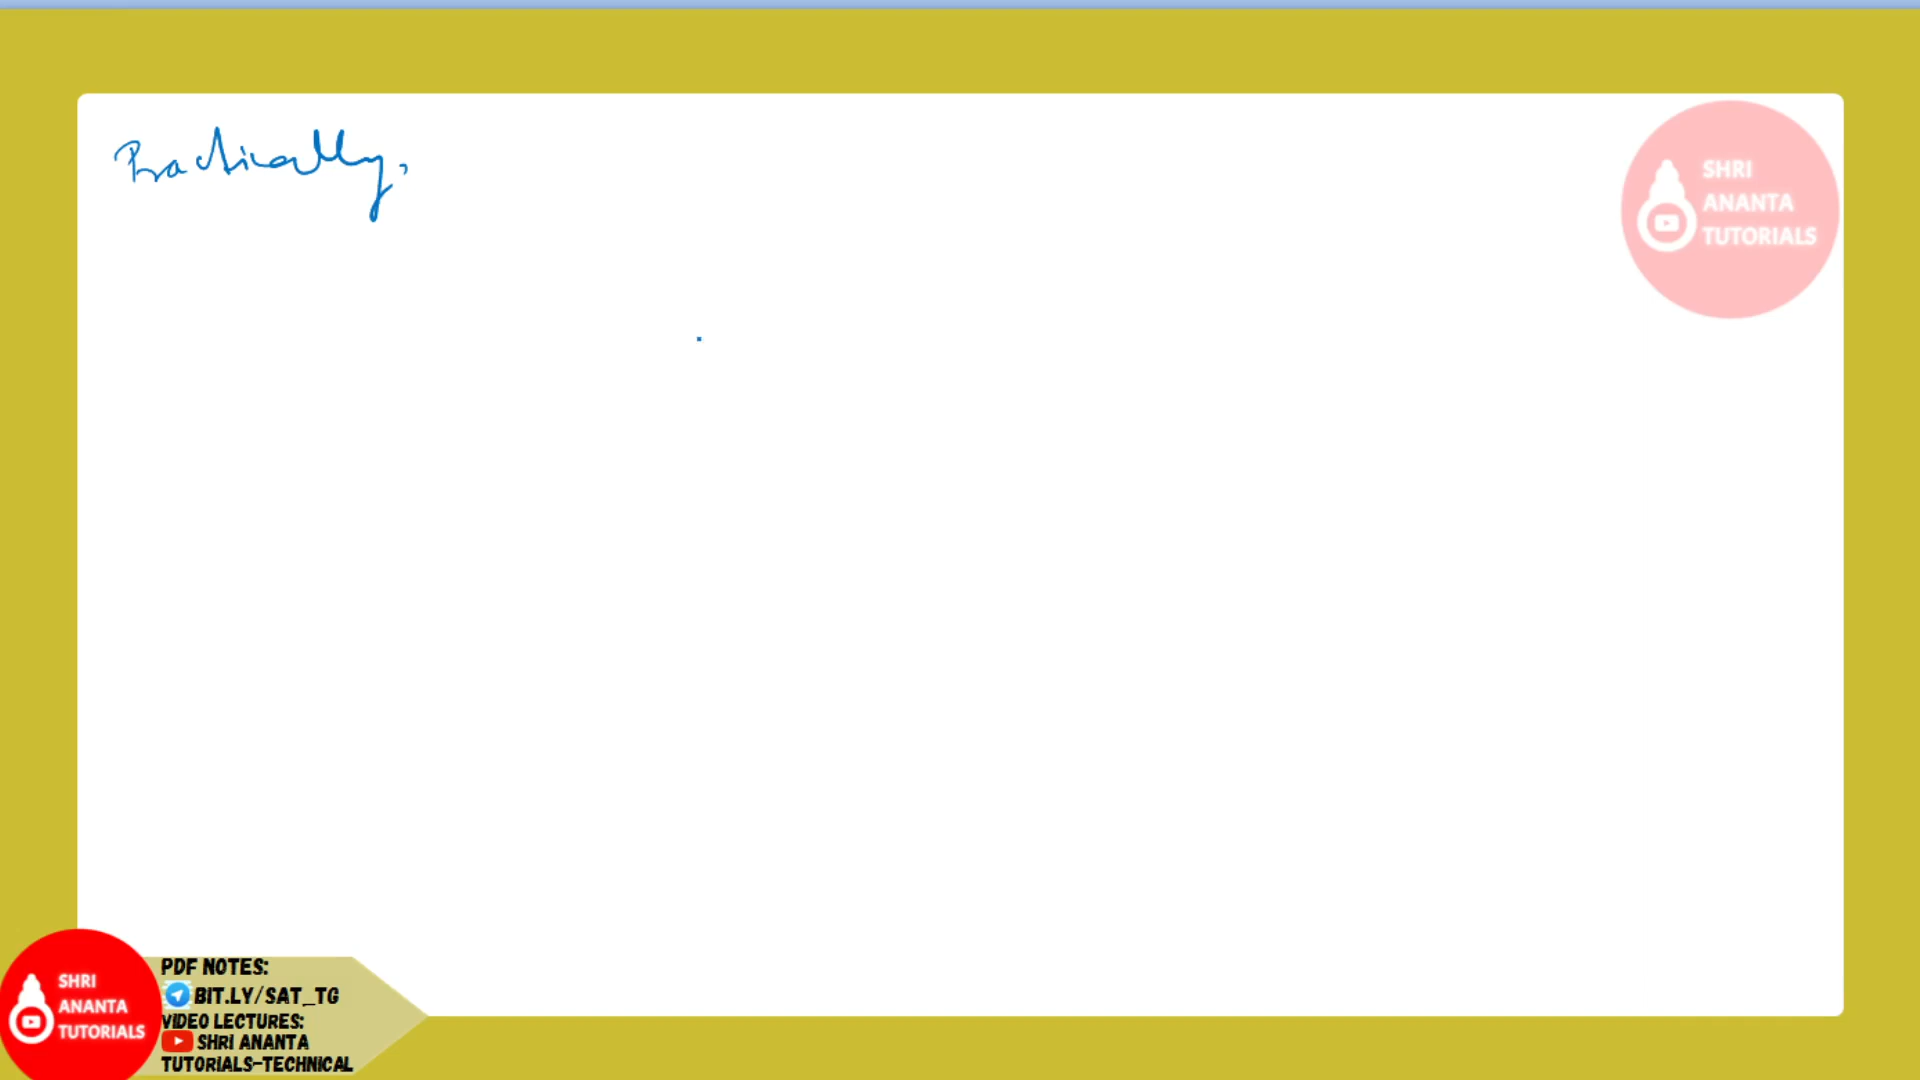 Practically,
SHRI
ANANTA
TUTORIALS
SHRI
ANANTA
TUTORIALS
PDF NOTES:
BIT.LY/SAT_TG
VIDEO LECTURES:
SHRI ANANTA
TUTORIALS-TECHNICAL